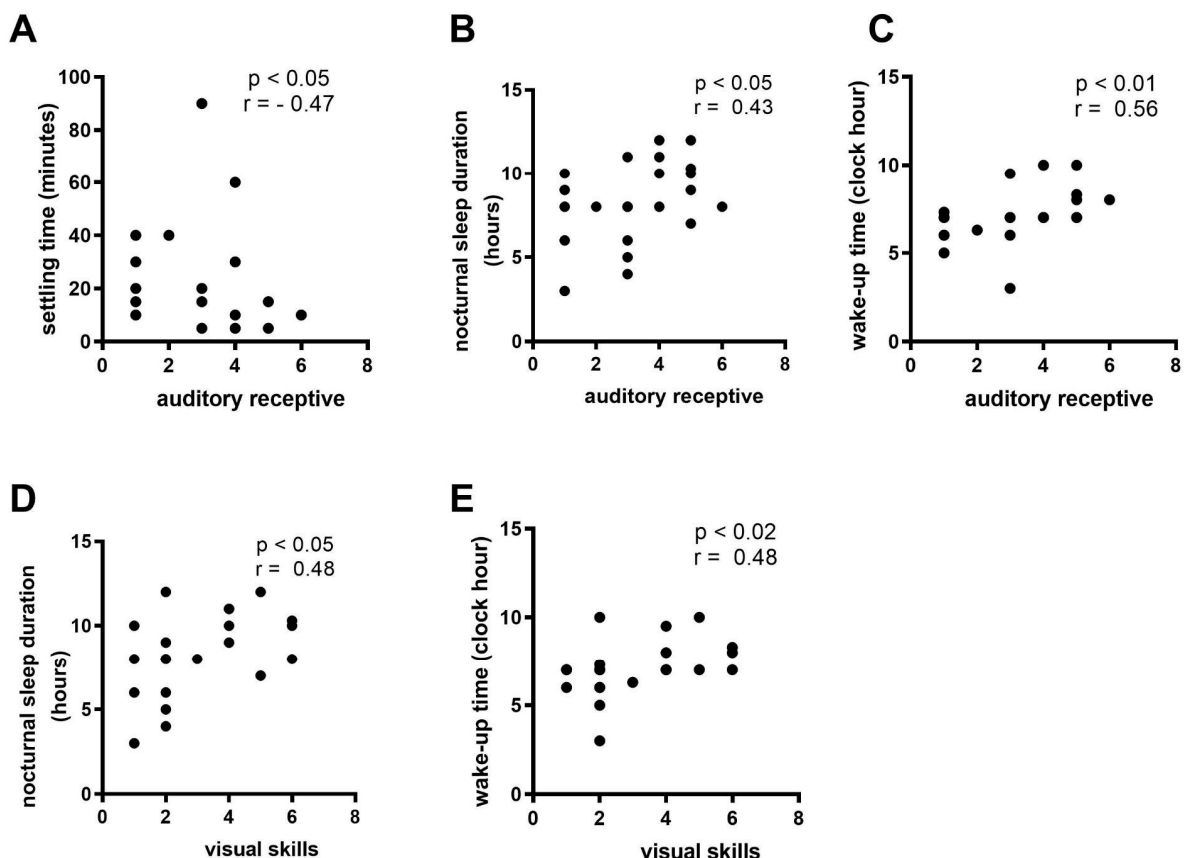 A
p < 0.05
r = - 0.47
settling time (minutes)
100
80
60
40
20
0
0 2 4 6 8
auditory receptive
B
p < 0.05
r = 0.43
nocturnal sleep duration
(hours)
15
10
5
0
0 2 4 6 8
auditory receptive
C
p < 0.01
r = 0.56
wake-up time (clock hour)
15
10
5
0
0 2 4 6 8
auditory receptive
D
p < 0.05
r = 0.48
nocturnal sleep duration
(hours)
15
10
5
0
0 2 4 6 8
visual skills
E
p < 0.02
r = 0.48
wake-up time (clock hour)
15
10
5
0
0 2 4 6 8
visual skills